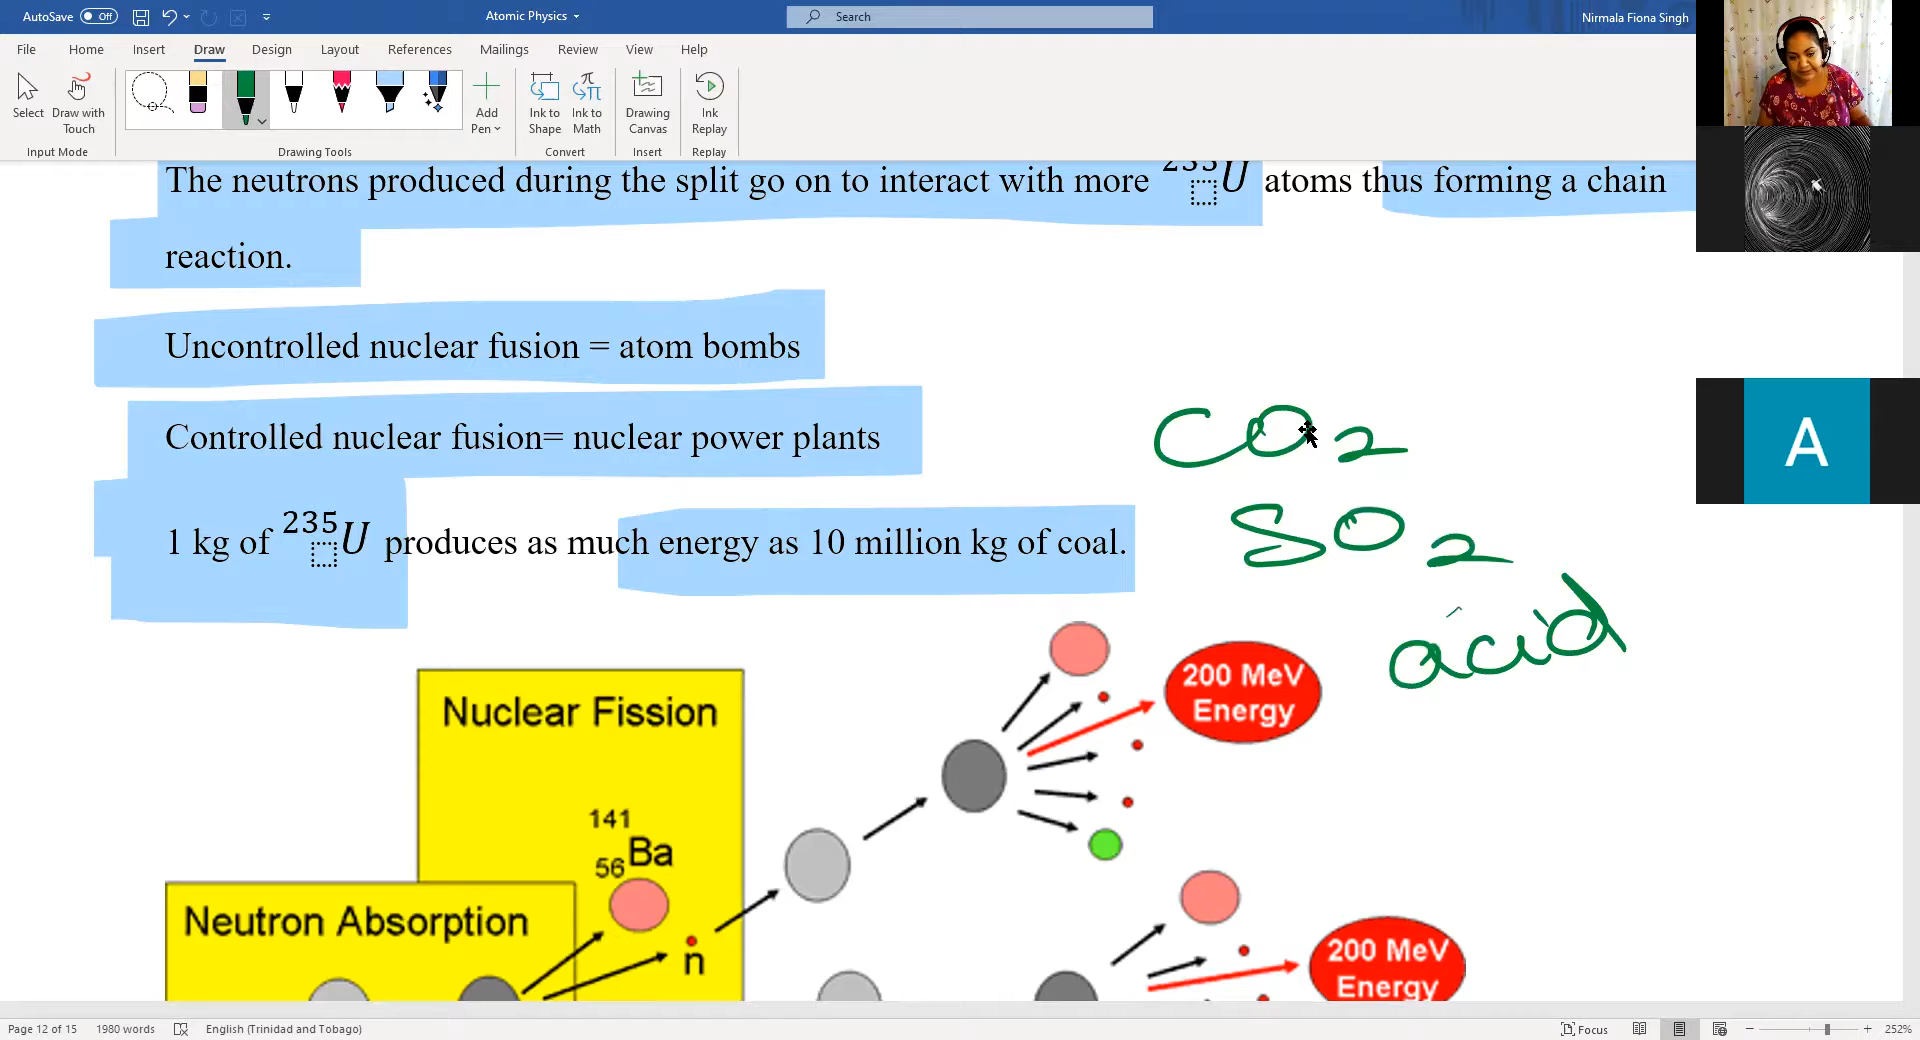 AutoSave Off
Atomic Physics
Search
Nirmala Fiona Singh
File Home Insert Draw Design Layout References Mailings Review View Help
Select
Draw with Touch
Add Pen
Ink to Shape
Ink to Math
Drawing Canvas
Ink Replay
Input Mode
Drawing Tools
Convert
Insert
Replay
The neutrons produced during the split go on to interact with more 235 U atoms thus forming a chain
reaction.
Uncontrolled nuclear fusion = atom bombs
Controlled nuclear fusion= nuclear power plants
1 kg of 235 U produces as much energy as 10 million kg of coal.
CO2
SO2
acid
A
200 MeV
Energy
Nuclear Fission
141
56 Ba
Neutron Absorption
n
200 MeV
Energy
Page 12 of 15
1980 words
English (Trinidad and Tobago)
Focus
252%